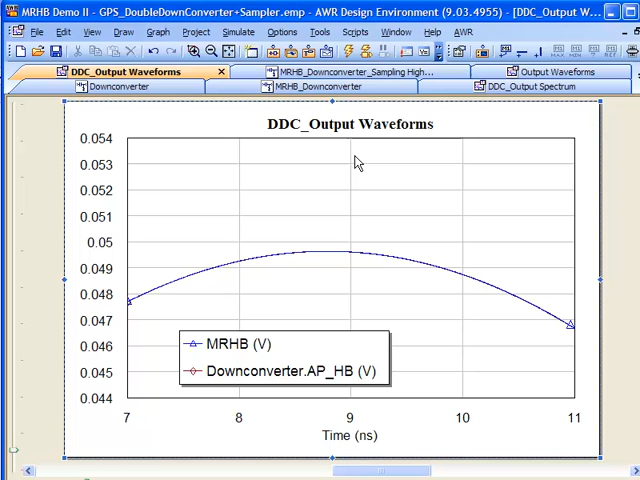 MRHB Demo II - GPS_DoubleDownConverter+Sampler.emp - AWR Design Environment (9.03.4955) - [DDC_Output W...
File Edit View Draw Graph Project Simulate Options Tools Scripts Window Help AWR
DDC_Output Waveforms
MRHB_Downconverter_Sampling High...
Output Waveforms
Downconverter
MRHB_Downconverter
DDC_Output Spectrum
DDC_Output Waveforms
0.054
0.053
0.052
0.051
0.05
0.049
0.048
0.047
0.046
0.045
0.044
MRHB (V)
Downconverter.AP_HB (V)
7 8 9 10 11
Time (ns)